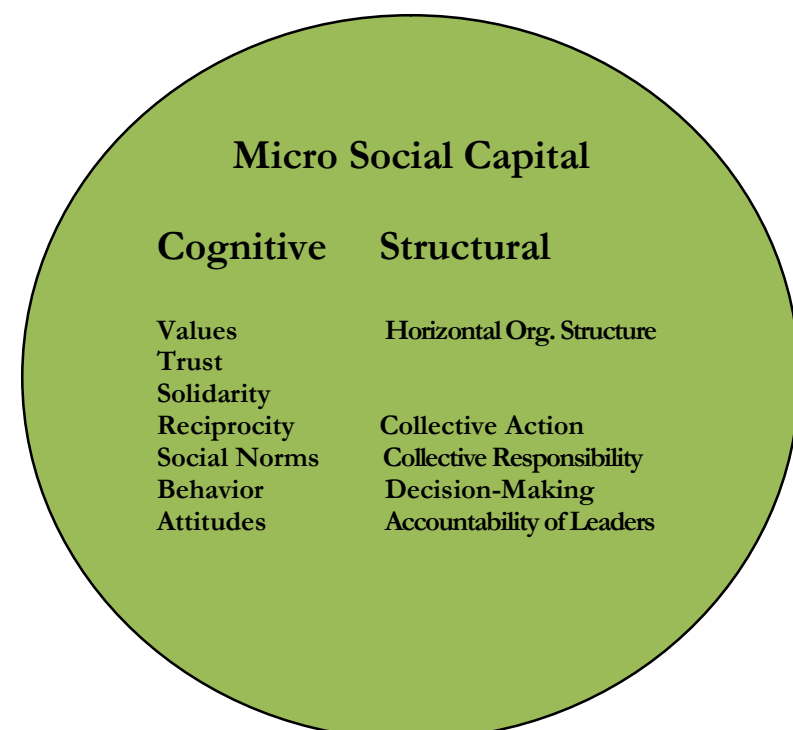 Micro Social Capital
Cognitive Structural
Values Horizontal Org. Structure
Trust
Solidarity
Reciprocity Collective Action
Social Norms Collective Responsibility
Behavior Decision-Making
Attitudes Accountability of Leaders